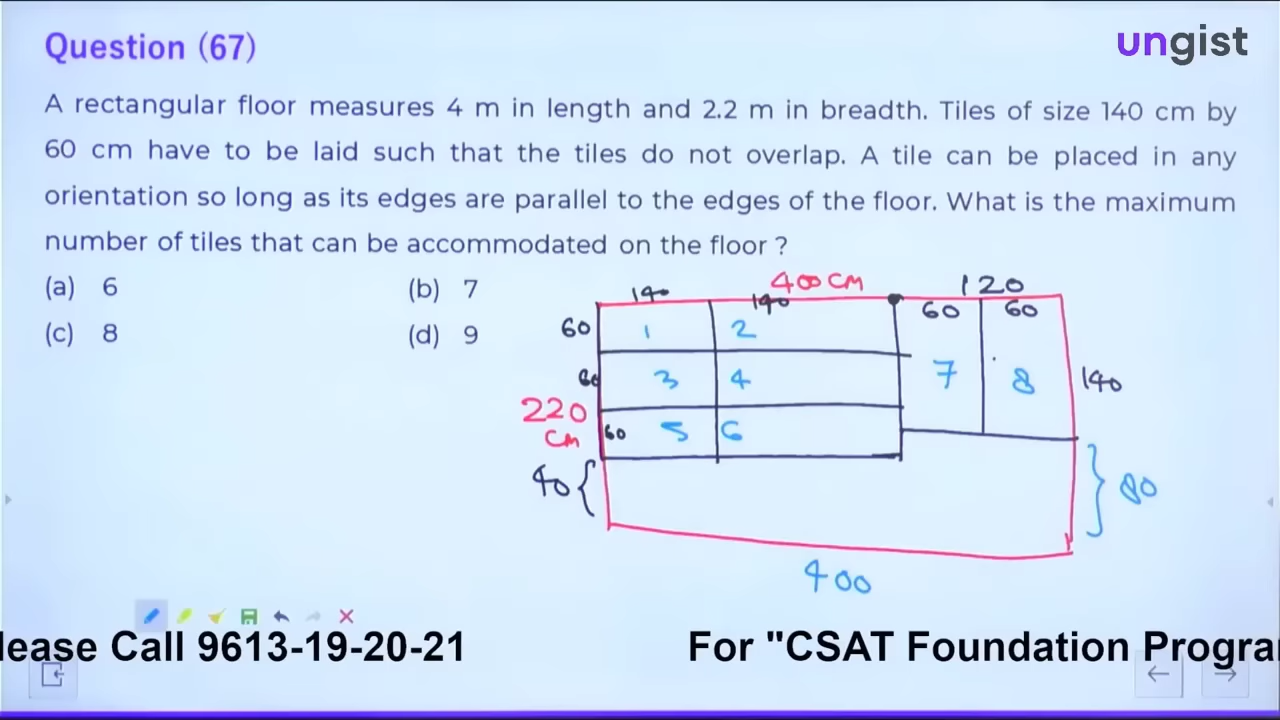 Question (67)
ungist
A rectangular floor measures 4 m in length and 2.2 m in breadth. Tiles of size 140 cm by
60 cm have to be laid such that the tiles do not overlap. A tile can be placed in any
orientation so long as its edges are parallel to the edges of the floor. What is the maximum
number of tiles that can be accommodated on the floor ?
(a) 6
(b) 7
(c) 8
(d) 9
400 CM
120
140
140
60
60
60
1
2
60
3
4
7
8
140
220
CM
60
5
6
40
80
400
lease Call 9613-19-20-21
For "CSAT Foundation Progra